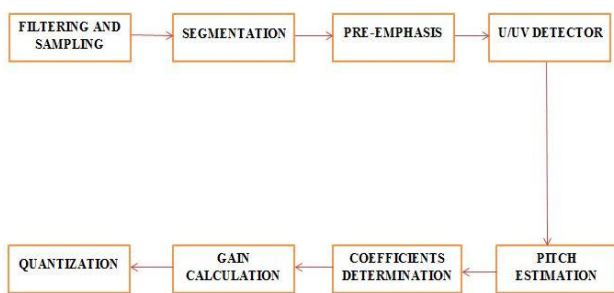 FILTERING AND
SAMPLING
SEGMENTATION
PRE-EMPHASIS
U/UV DETECTOR
PITCH
ESTIMATION
COEFFICIENTS
DETERMINATION
GAIN
CALCULATION
QUANTIZATION